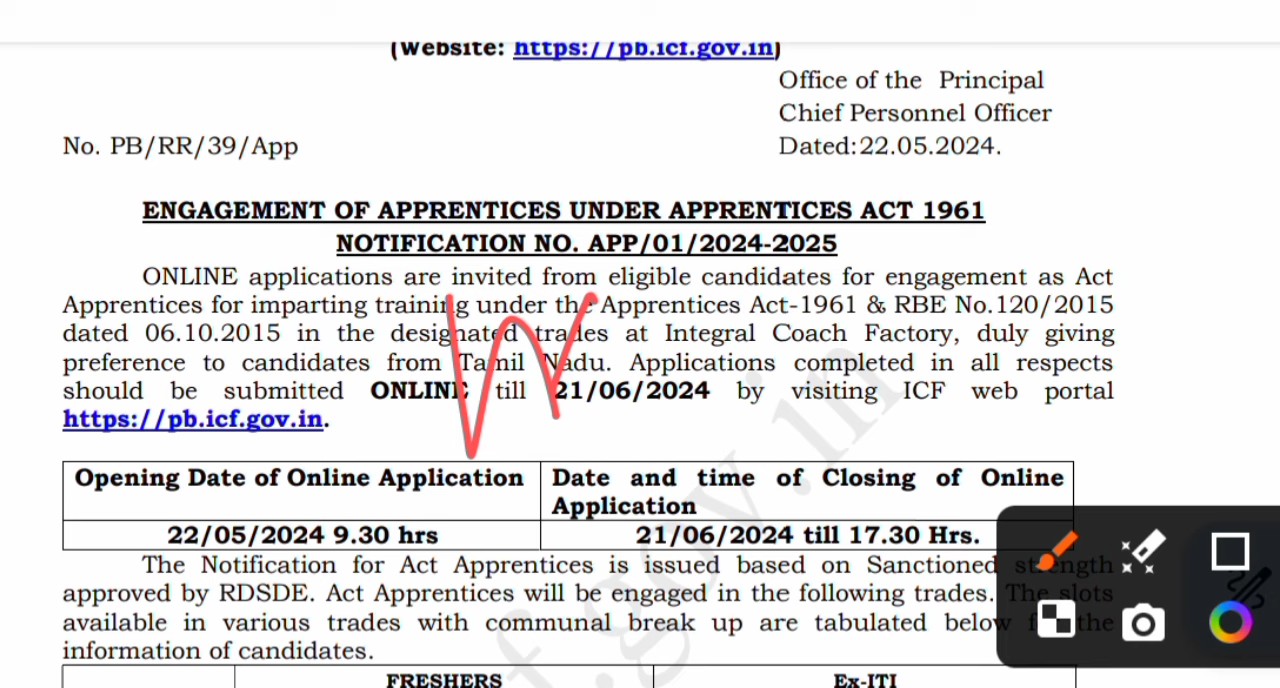 (Website: https://pb.icf.gov.in)
Office of the Principal
Chief Personnel Officer
No. PB/RR/39/App
Dated:22.05.2024.
ENGAGEMENT OF APPRENTICES UNDER APPRENTICES ACT 1961
NOTIFICATION NO. APP/01/2024-2025
ONLINE applications are invited from eligible candidates for engagement as Act
Apprentices for imparting training under the Apprentices Act-1961 & RBE No.120/2015
dated 06.10.2015 in the designated trades at Integral Coach Factory, duly giving
preference to candidates from Tamil Nadu. Applications completed in all respects
should be submitted ONLINE till 21/06/2024 by visiting ICF web portal
https://pb.icf.gov.in.
Opening Date of Online Application
Date and time of Closing of Online
Application
22/05/2024 9.30 hrs
21/06/2024 till 17.30 Hrs.
The Notification for Act Apprentices is issued based on Sanctioned strength
approved by RDSDE. Act Apprentices will be engaged in the following trades. The slots
available in various trades with communal break up are tabulated below the
information of candidates.
FRESHERS
Ex-ITI